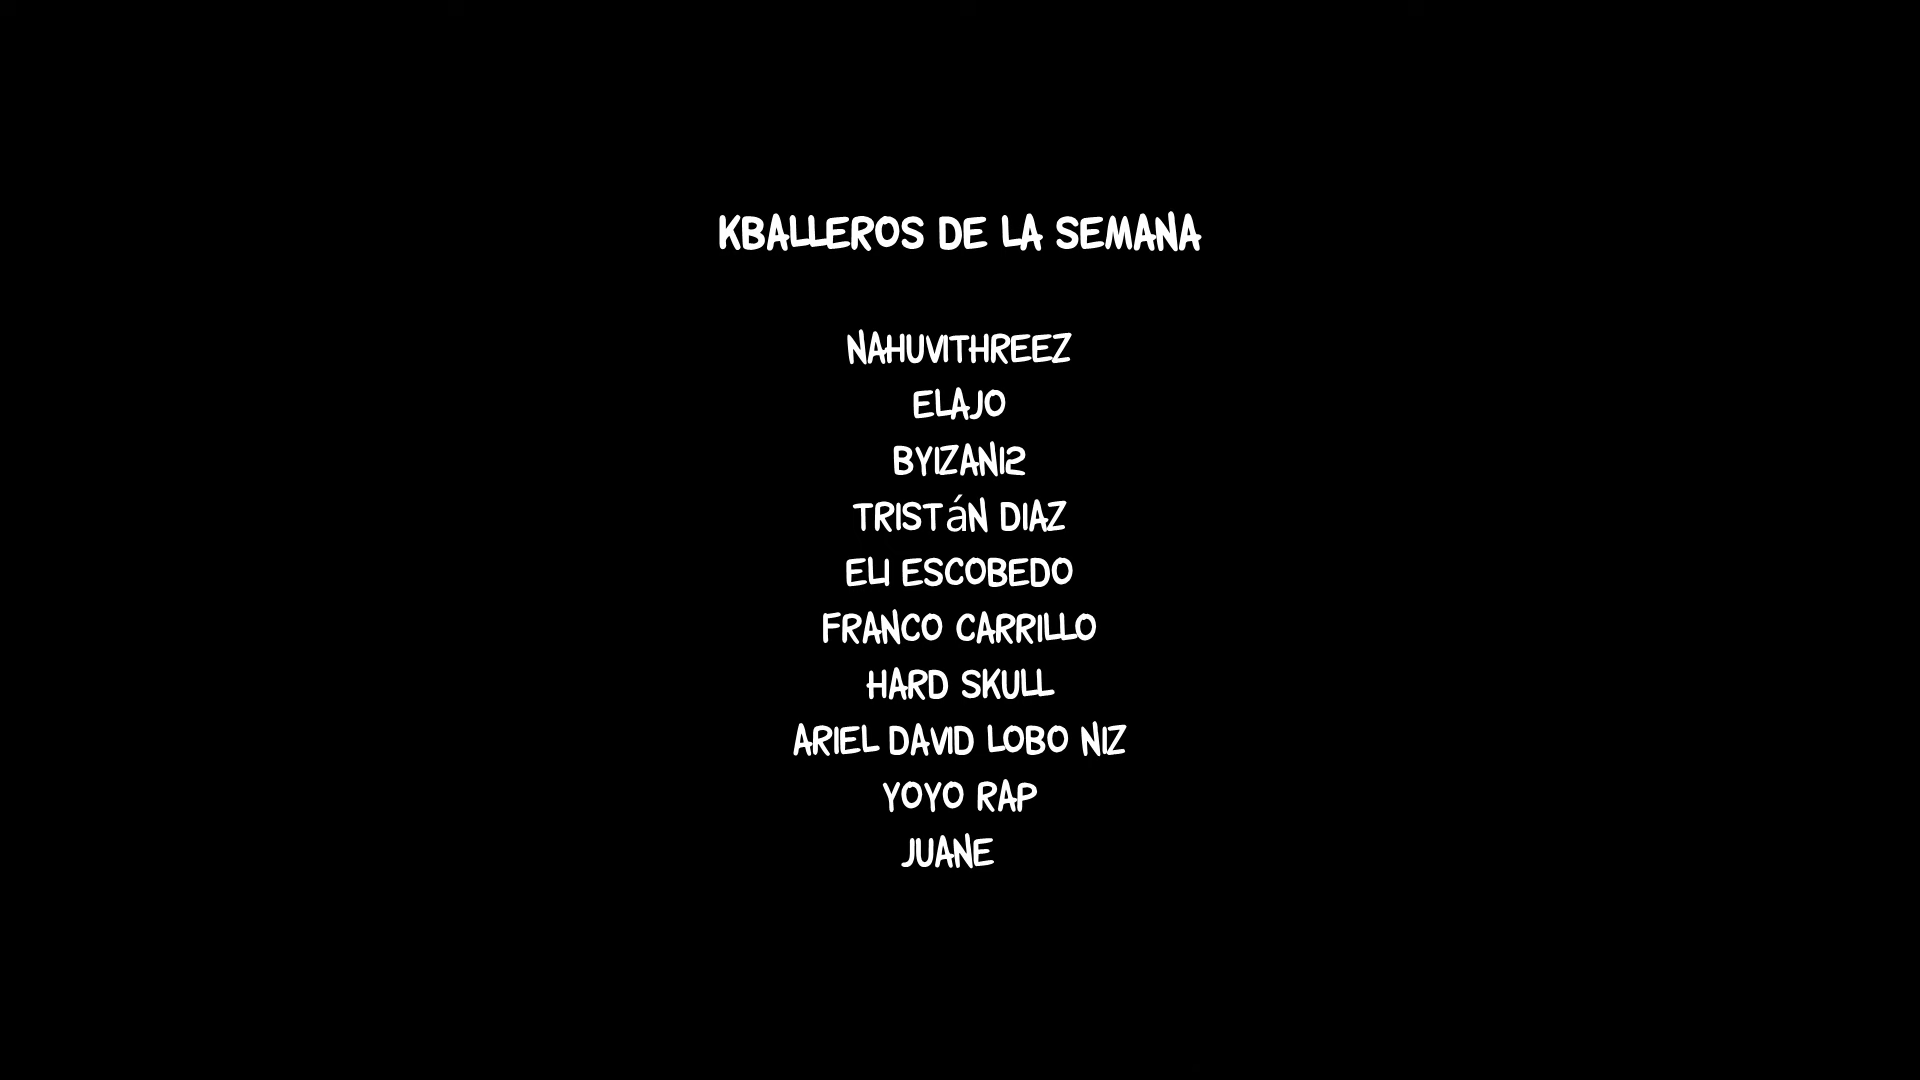 KBALLEROS DE LA SEMANA
NAHUVITHREEZ
ELAJO
BYIZANI2
TRISTáN DIAZ
ELI ESCOBEDO
FRANCO CARRILLO
HARD SKULL
ARIEL DAVID LOBO NIZ
YOYO RAP
JUANE